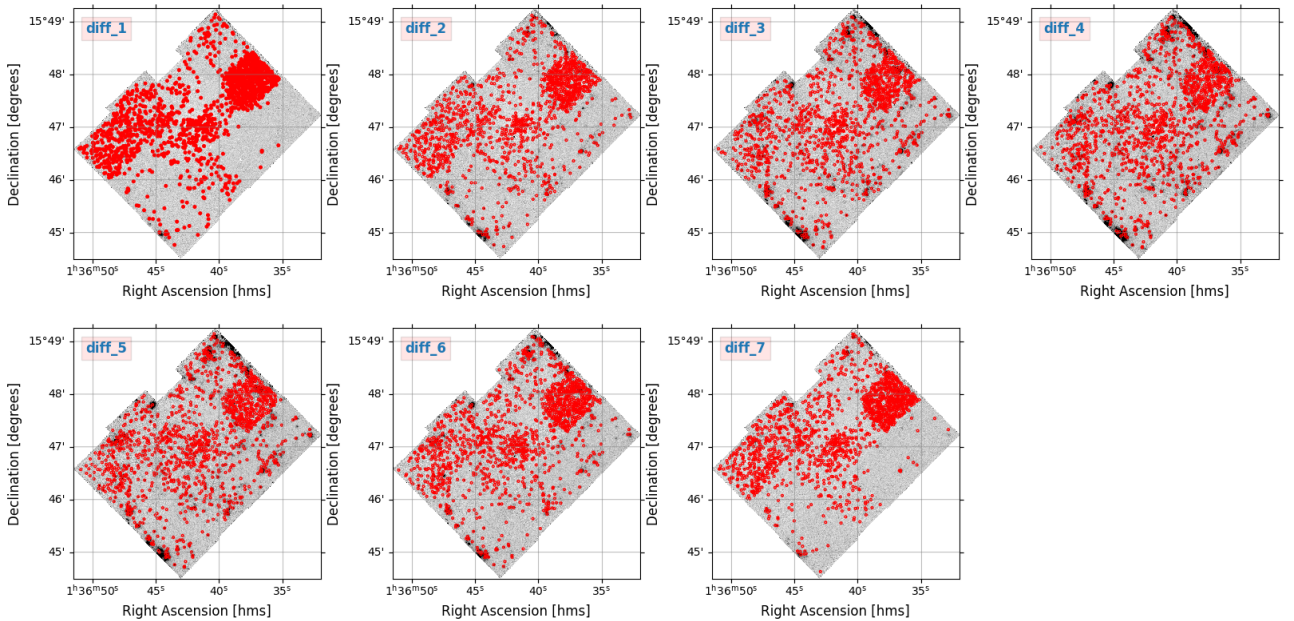 diff_1
15°49'
48'
47'
46'
45'
1ʰ36ᵐ50ˢ 45ˢ 40ˢ 35ˢ
Right Ascension [hms]
Declination [degrees]
diff_2
15°49'
48'
47'
46'
45'
1ʰ36ᵐ50ˢ 45ˢ 40ˢ 35ˢ
Right Ascension [hms]
Declination [degrees]
diff_3
15°49'
48'
47'
46'
45'
1ʰ36ᵐ50ˢ 45ˢ 40ˢ 35ˢ
Right Ascension [hms]
Declination [degrees]
diff_4
15°49'
48'
47'
46'
45'
1ʰ36ᵐ50ˢ 45ˢ 40ˢ 35ˢ
Right Ascension [hms]
Declination [degrees]
diff_5
15°49'
48'
47'
46'
45'
1ʰ36ᵐ50ˢ 45ˢ 40ˢ 35ˢ
Right Ascension [hms]
Declination [degrees]
diff_6
15°49'
48'
47'
46'
45'
1ʰ36ᵐ50ˢ 45ˢ 40ˢ 35ˢ
Right Ascension [hms]
Declination [degrees]
diff_7
15°49'
48'
47'
46'
45'
1ʰ36ᵐ50ˢ 45ˢ 40ˢ 35ˢ
Right Ascension [hms]
Declination [degrees]